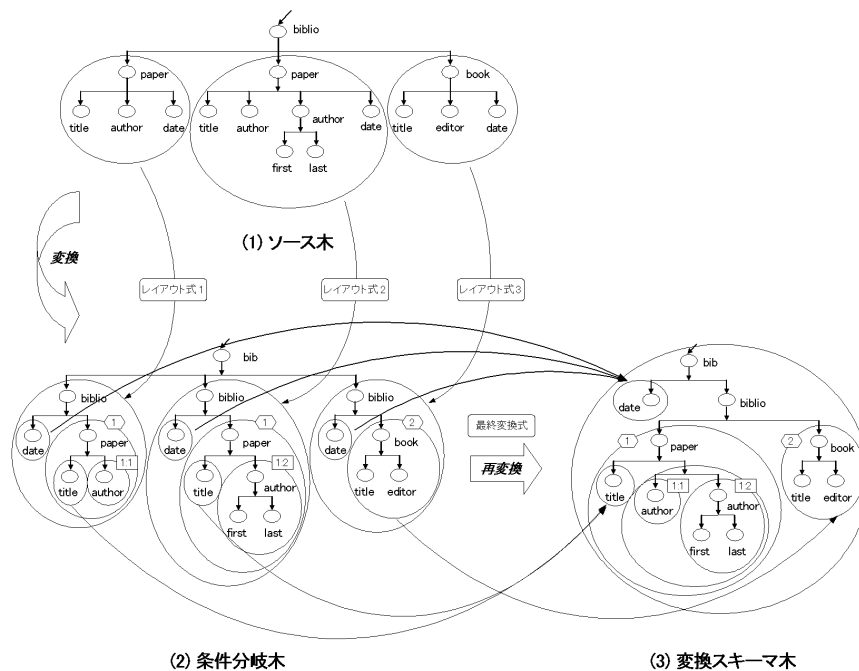 biblio
paper
paper
book
title
author
date
title
author
author
date
title
editor
date
first
last
(1) ソース木
変換
レイアウト式1
レイアウト式2
レイアウト式3
bib
biblio
biblio
biblio
date
1
paper
date
1
paper
date
2
book
1.1
title
author
1.2
title
author
first
last
title
editor
最終変換式
再変換
bib
date
biblio
1
paper
2
book
title
author
1.1
1.2
author
first
last
title
editor
(2) 条件分岐木
(3) 変換スキーマ木